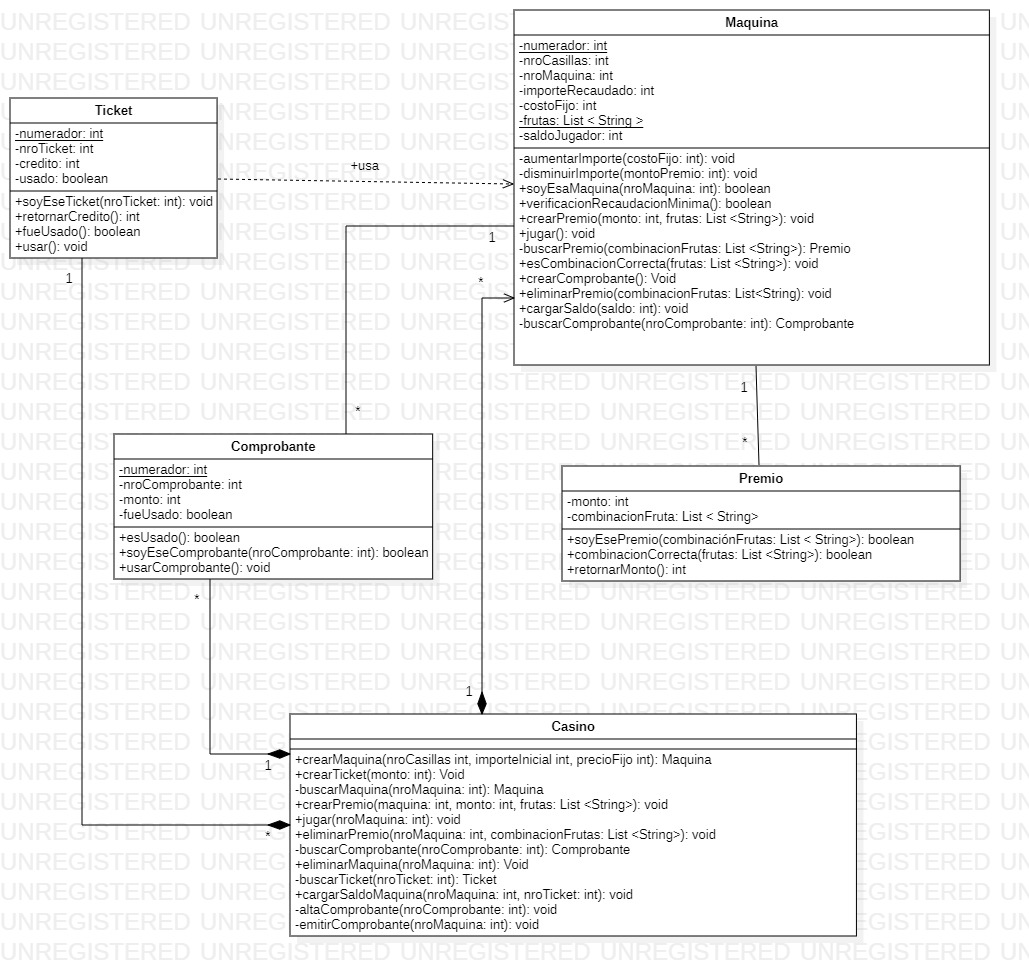 Maquina
-numerador: int
-nroCasillas: int
-nroMaquina: int
-importeRecaudado: int
-costoFijo: int
-frutas: List < String >
-saldoJugador: int
-aumentarImporte(costoFijo: int): void
-disminuirImporte(montoPremio: int): void
+soyEsaMaquina(nroMaquina: int): boolean
+verificacionRecaudacionMinima(): boolean
+crearPremio(monto: int, frutas: List <String>): void
+jugar(): void
-buscarPremio(combinacionFrutas: List <String>): Premio
+esCombinacionCorrecta(frutas: List <String>): void
+crearComprobante(): Void
+eliminarPremio(combinacionFrutas: List<String): void
+cargarSaldo(saldo: int): void
-buscarComprobante(nroComprobante: int): Comprobante
Ticket
-numerador: int
-nroTicket: int
-credito: int
-usado: boolean
+soyEseTicket(nroTicket: int): void
+retornarCredito(): int
+fueUsado(): boolean
+usar(): void
+usa
1
1
*
*
1
*
Comprobante
-numerador: int
-nroComprobante: int
-monto: int
-fueUsado: boolean
+esUsado(): boolean
+soyEseComprobante(nroComprobante: int): boolean
+usarComprobante(): void
Premio
-monto: int
-combinacionFruta: List < String>
+soyEsePremio(combinaciónFrutas: List < String>): boolean
+combinacionCorrecta(frutas: List <String>): boolean
+retornarMonto(): int
*
1
1
*
Casino
+crearMaquina(nroCasillas int, importeInicial int, precioFijo int): Maquina
+crearTicket(monto: int): Void
-buscarMaquina(nroMaquina: int): Maquina
+crearPremio(maquina: int, monto: int, frutas: List <String>): void
+jugar(nroMaquina: int): void
+eliminarPremio(nroMaquina: int, combinacionFrutas: List <String>): void
-buscarComprobante(nroComprobante: int): Comprobante
+eliminarMaquina(nroMaquina: int): Void
-buscarTicket(nroTicket: int): Ticket
+cargarSaldoMaquina(nroMaquina: int, nroTicket: int): void
-altaComprobante(nroComprobante: int): void
-emitirComprobante(nroMaquina: int): void
UNREGISTERED